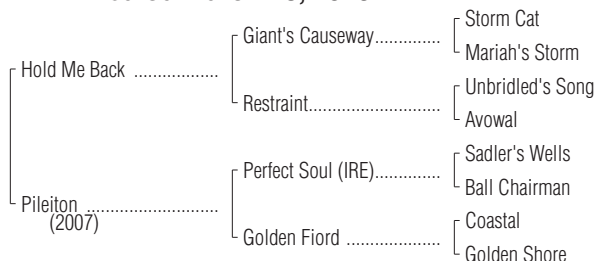 Storm Cat
Giant's Causeway..............
Mariah's Storm
Hold Me Back ..................
Unbridled's Song
Restraint............................
Avowal
Sadler's Wells
Perfect Soul (IRE)..............
Ball Chairman
Pileiton ............................
(2007)
Coastal
Golden Fiord ....................
Golden Shore